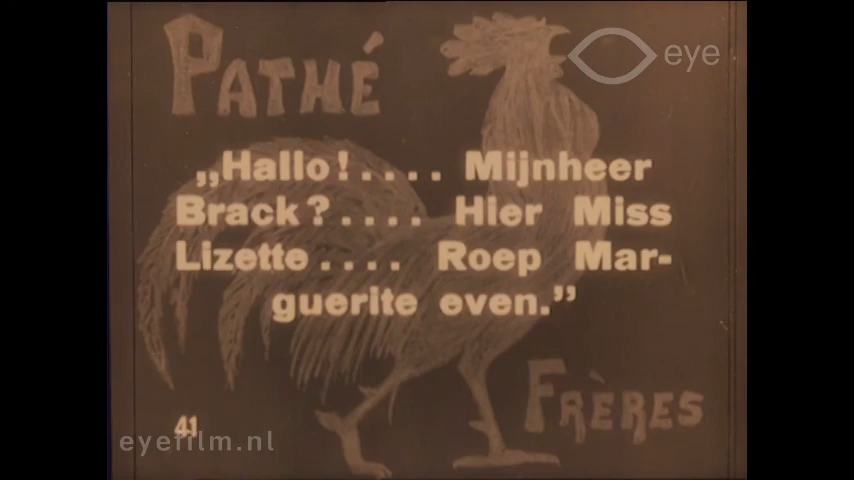 PATHÉ
eye
„Hallo!.... Mijnheer
Brack?.... Hier Miss
Lizette.... Roep Mar-
guerite even.”
FRÈRES
41
eyefilm.nl